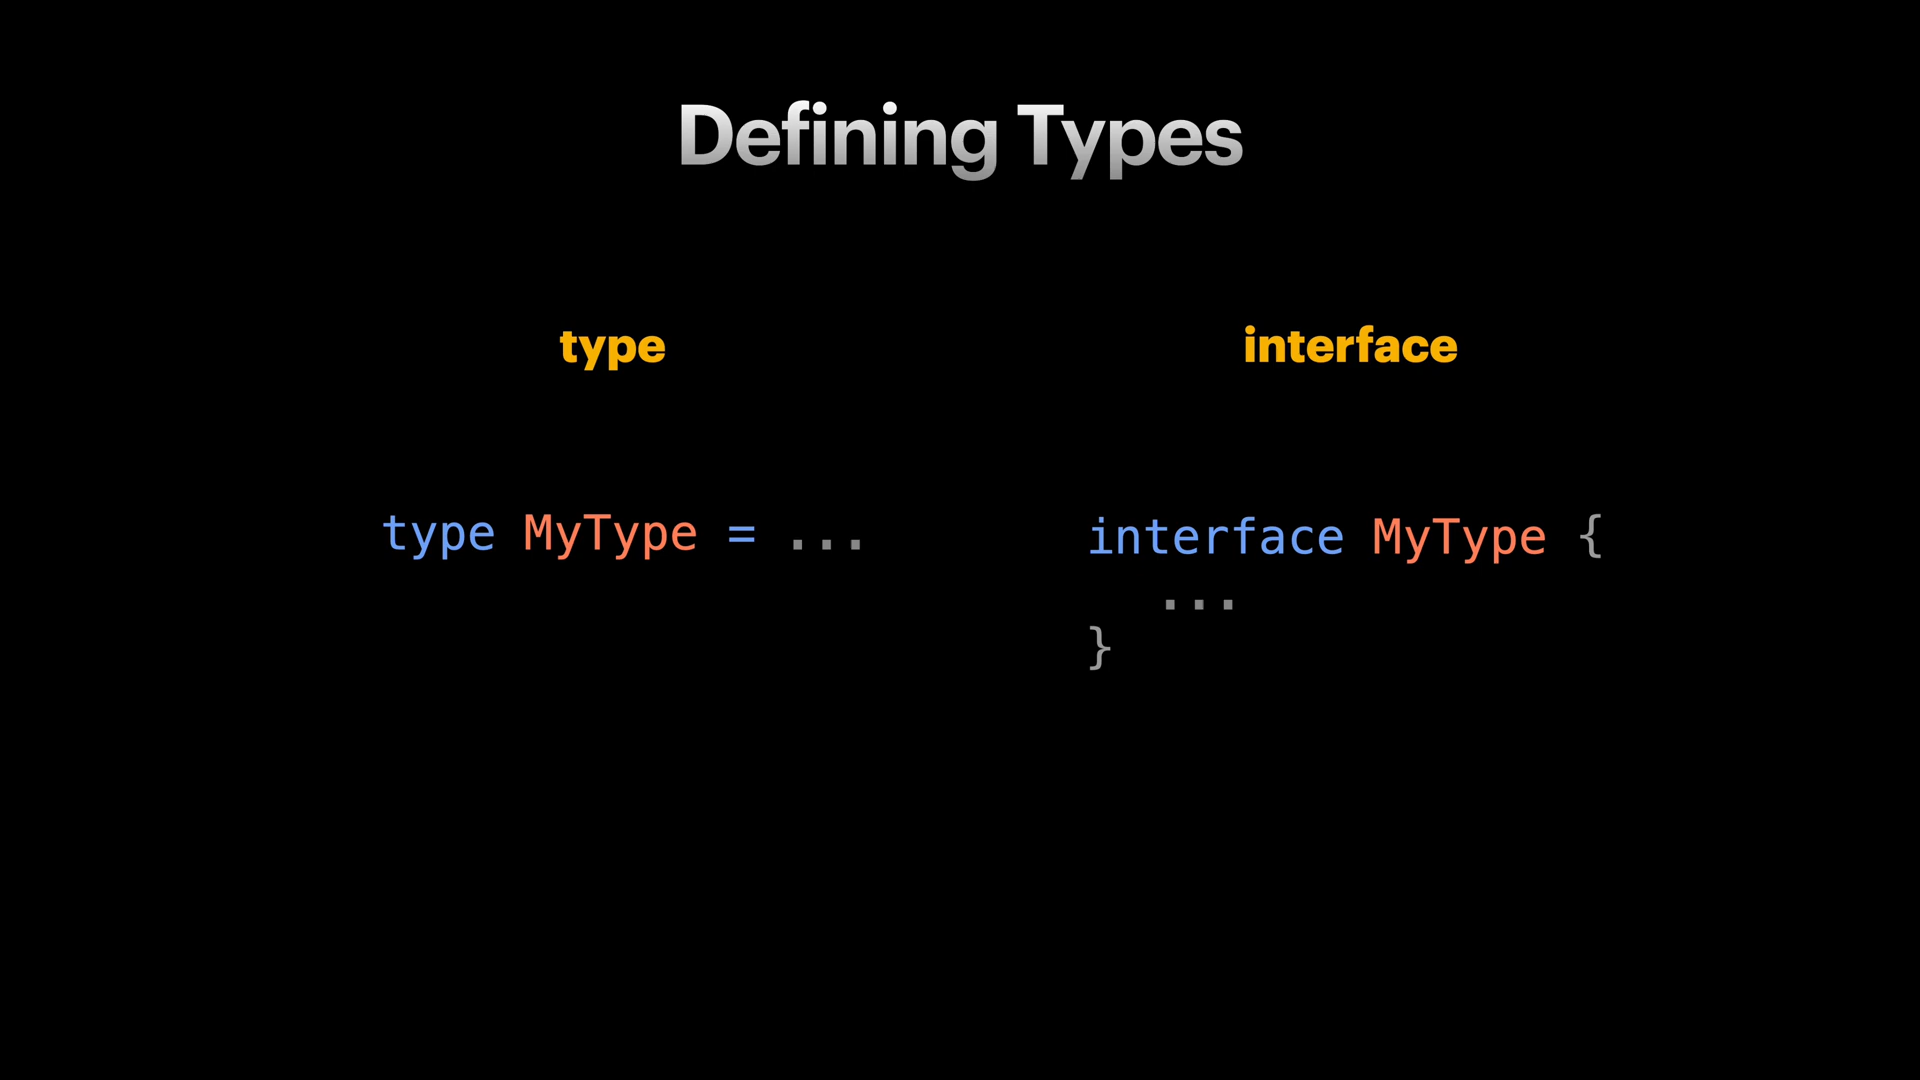 Defining Types
type
interface
type MyType = ...
interface MyType {
...
}